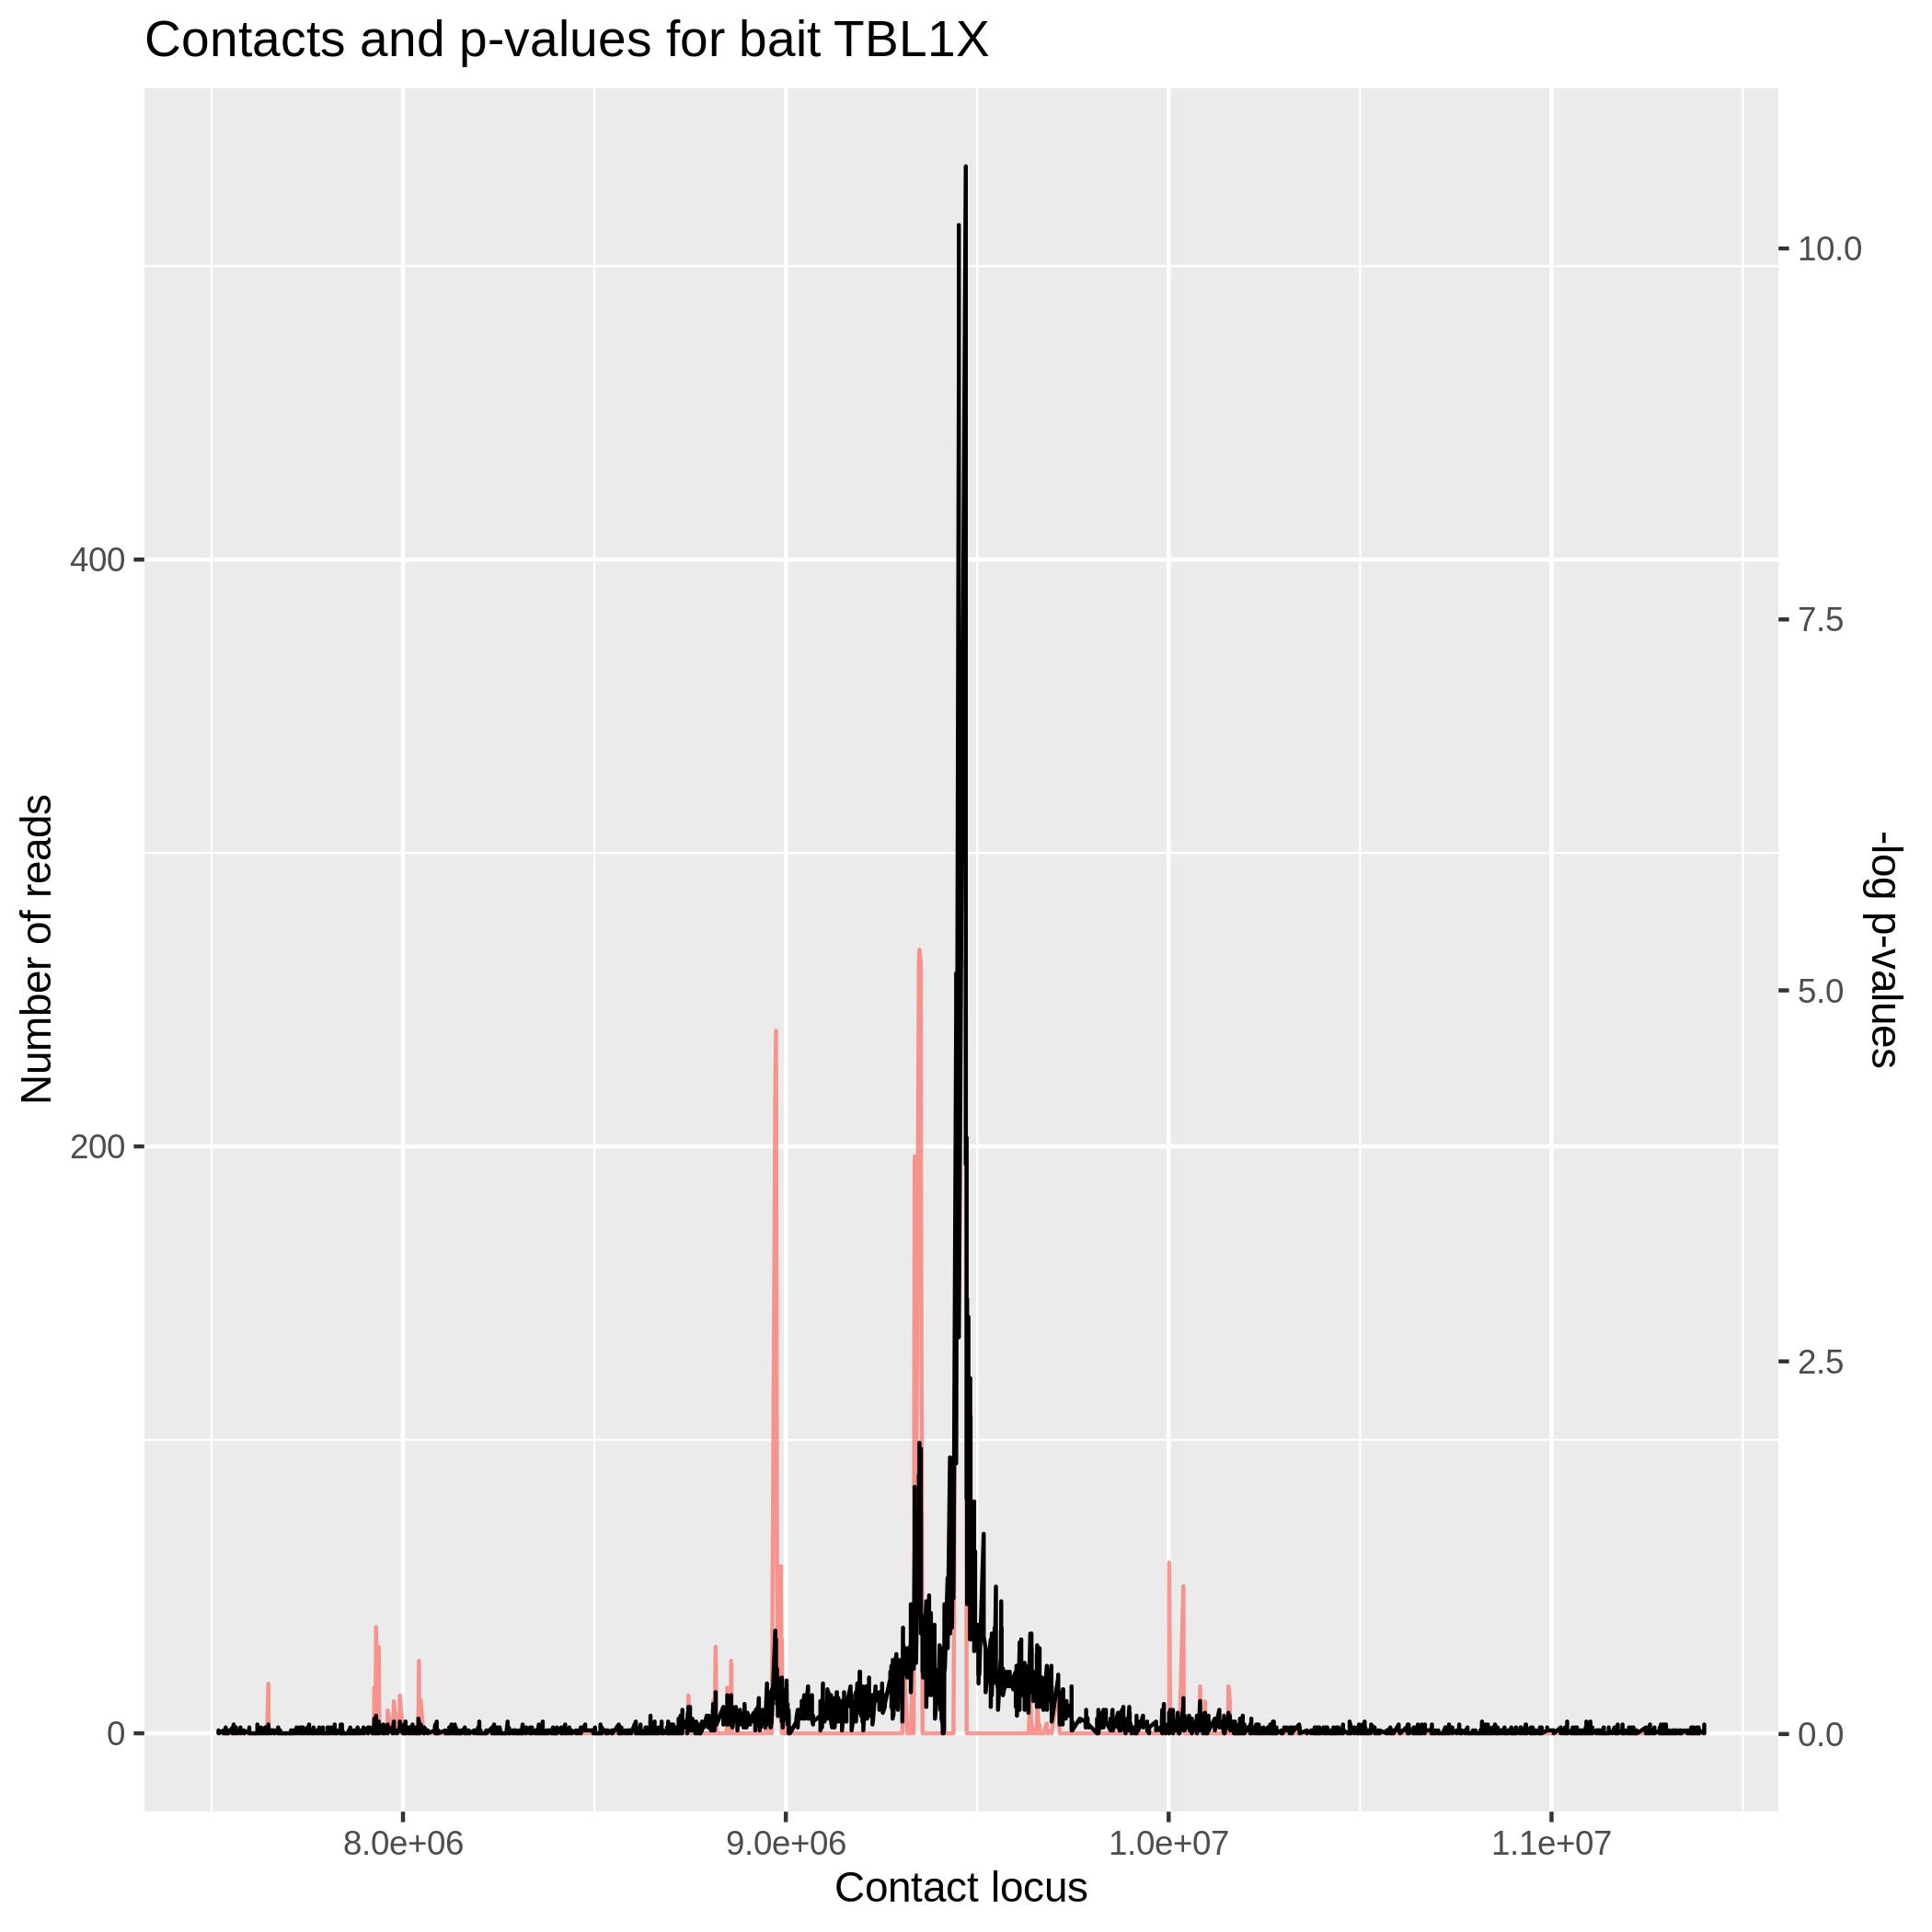 Contacts and p-values for bait TBL1X
Number of reads
400
200
0
10.0
7.5
5.0
2.5
0.0
-log p-values
8.0e+06
9.0e+06
1.0e+07
1.1e+07
Contact locus